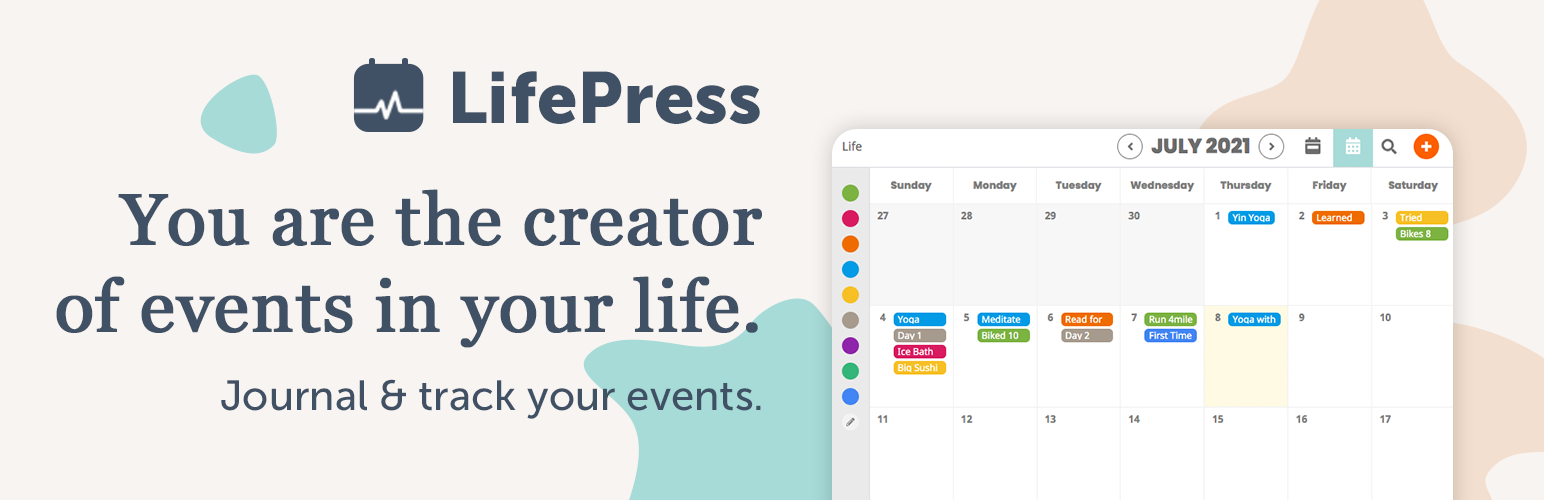 LifePress
You are the creator
of events in your life.
Journal & track your events.
Life
JULY 2021
Sunday Monday Tuesday Wednesday Thursday Friday Saturday
27 28 29 30 1 Yin Yoga 2 Learned 3 Tried
Bikes 8
4 Yoga 5 Meditate 6 Read for 7 Run 4mile 8 Yoga with 9 10
Day 1 Biked 10 Day 2 First Time
Ice Bath
Big Sushi
11 12 13 14 15 16 17